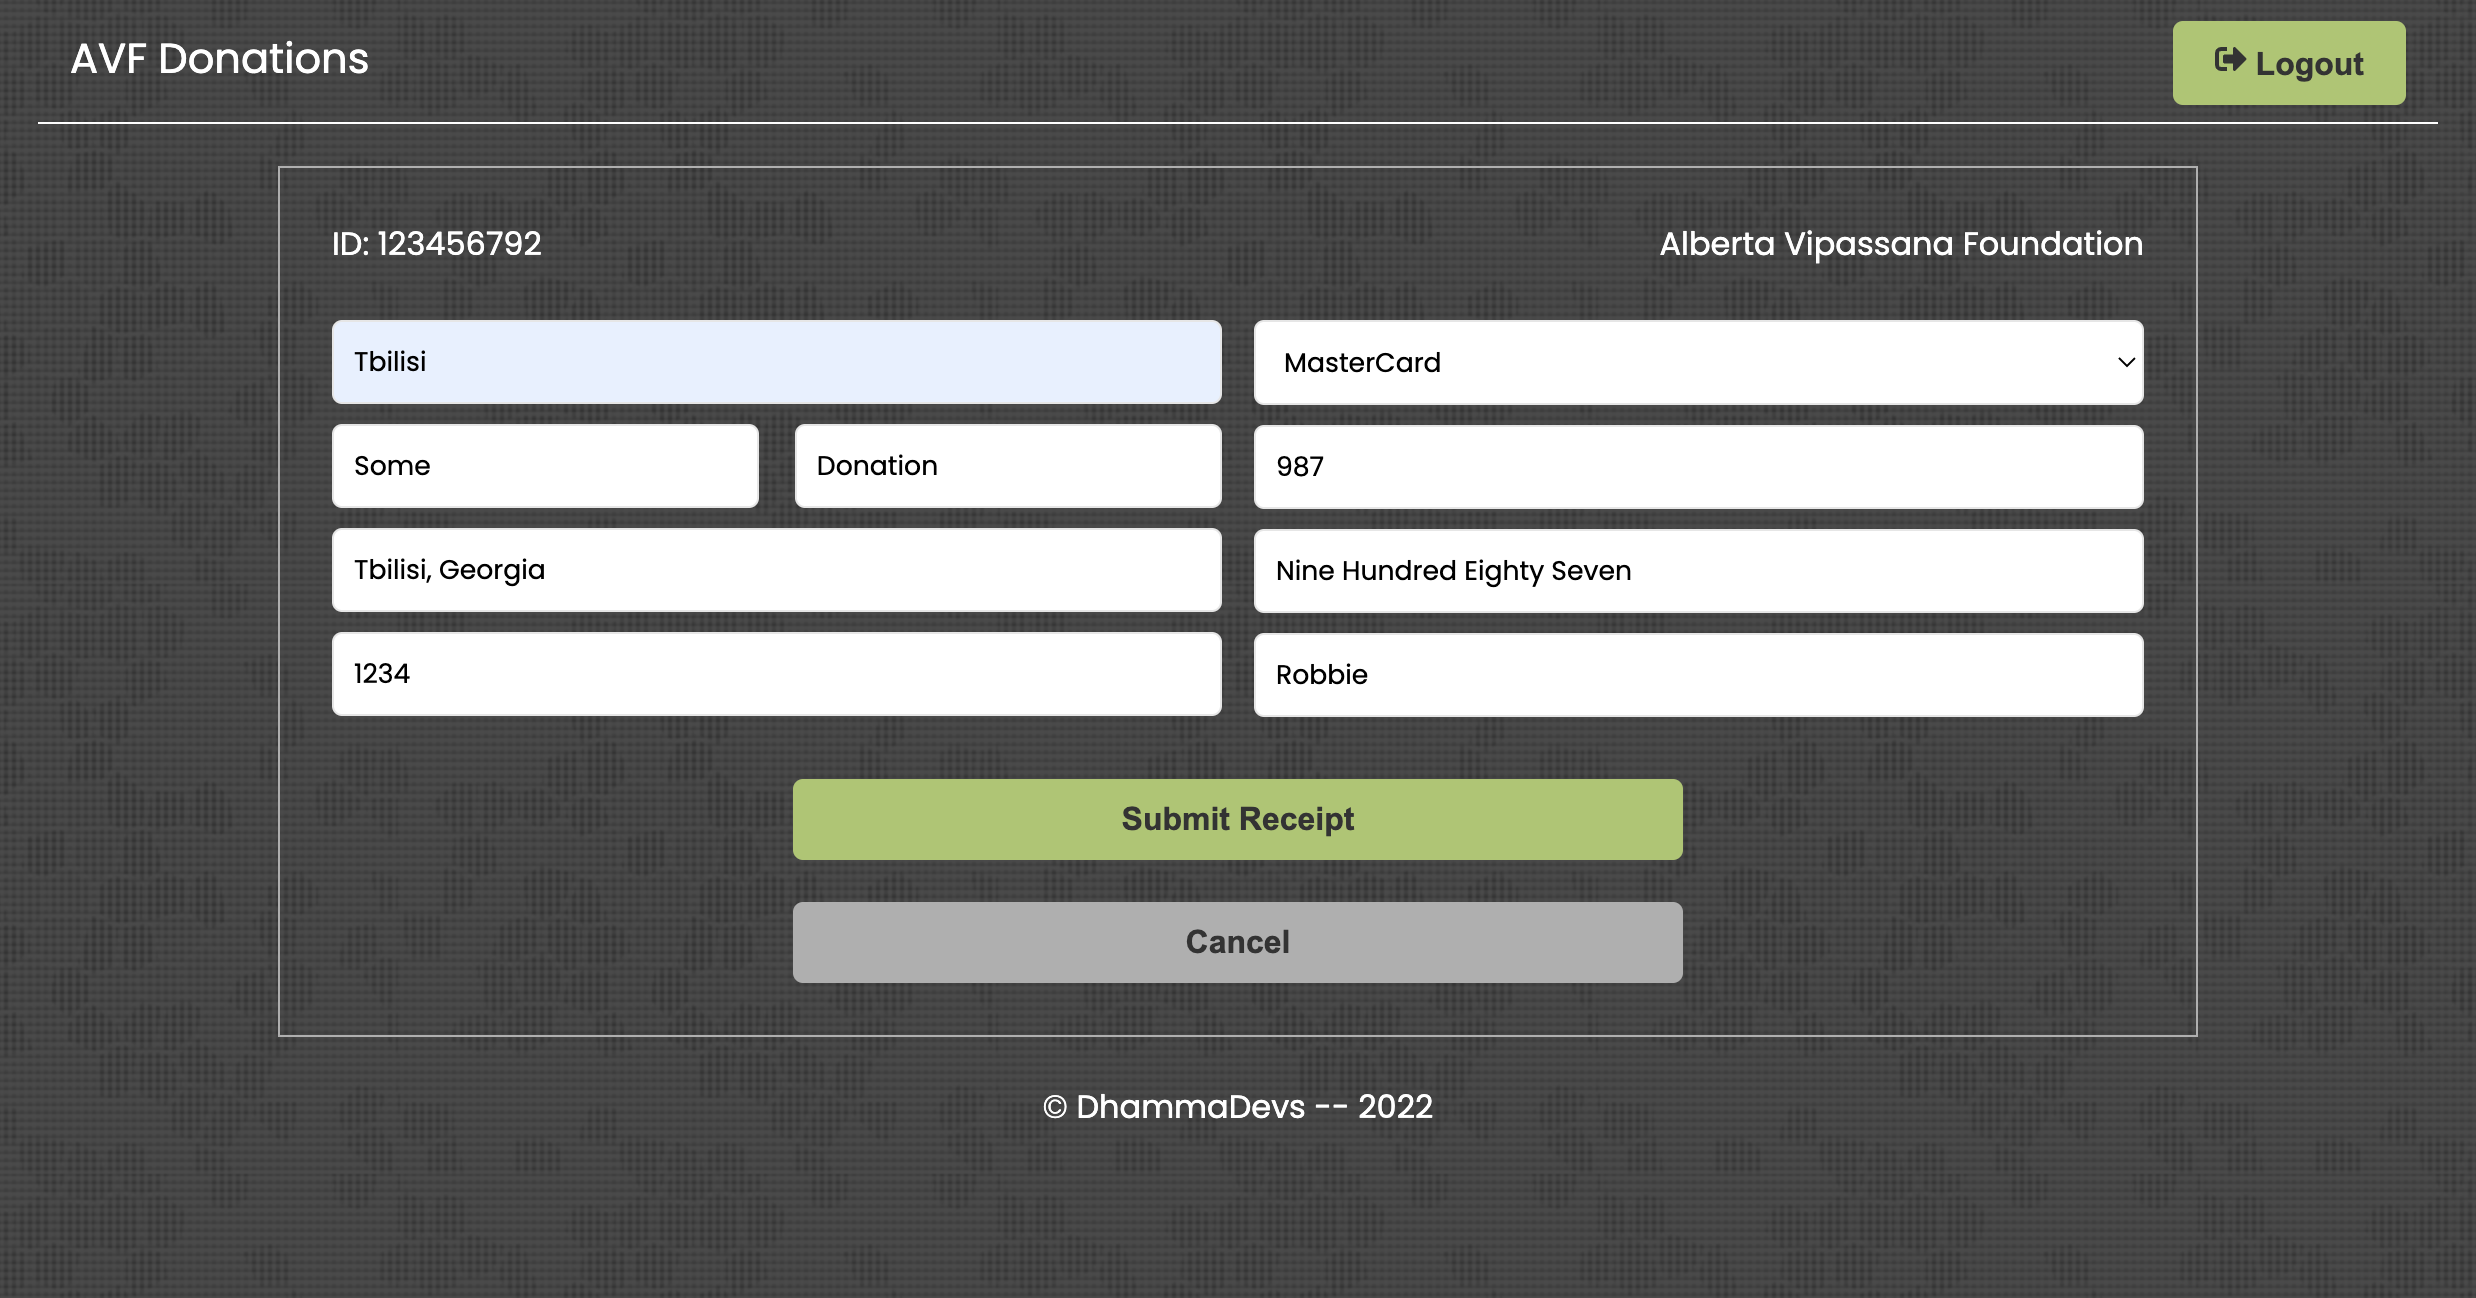 AVF Donations
Logout
ID: 123456792
Alberta Vipassana Foundation
Tbilisi
MasterCard
Some
Donation
987
Tbilisi, Georgia
Nine Hundred Eighty Seven
1234
Robbie
Submit Receipt
Cancel
© DhammaDevs -- 2022